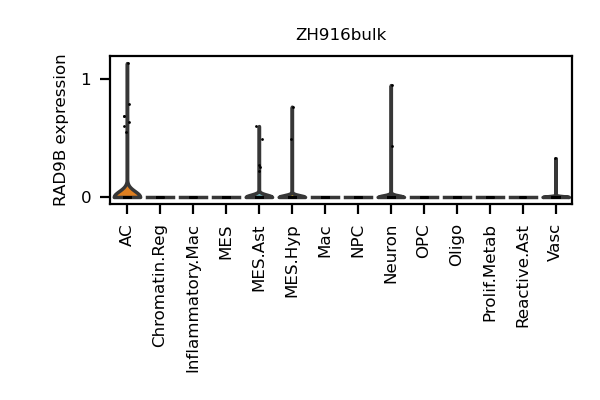 ZH916bulk
RAD9B expression
1
0
AC
Chromatin.Reg
Inflammatory.Mac
MES
MES.Ast
MES.Hyp
Mac
NPC
Neuron
OPC
Oligo
Prolif.Metab
Reactive.Ast
Vasc